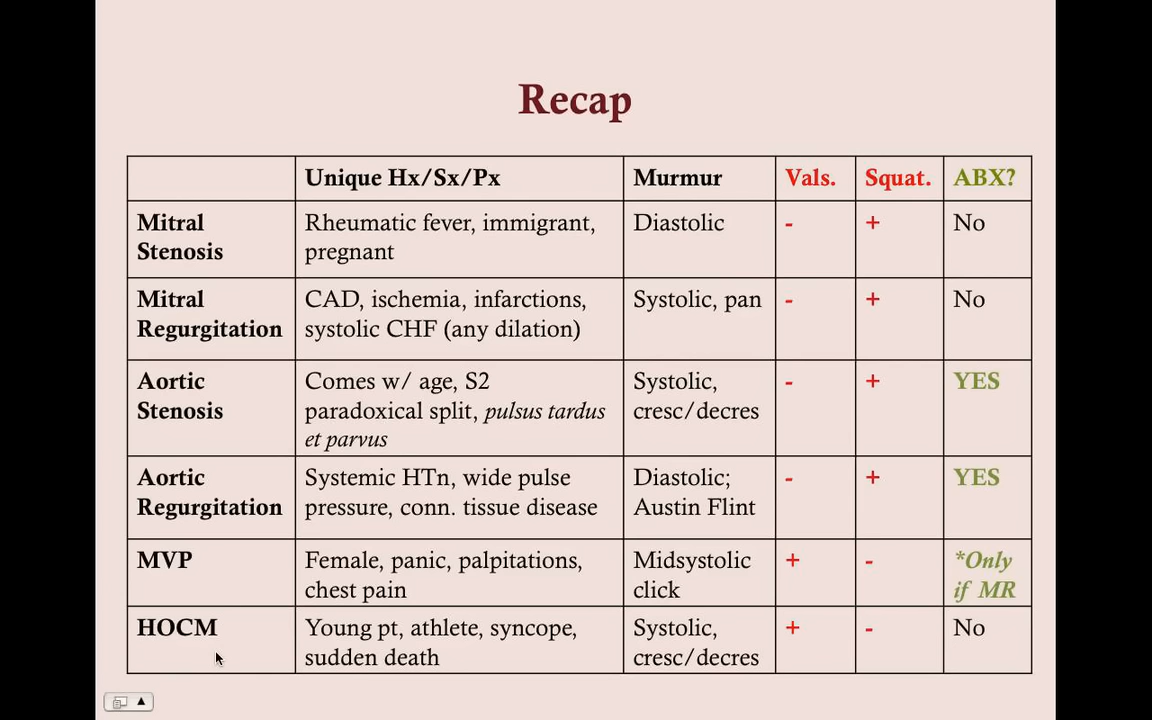 Recap
Unique Hx/Sx/Px Murmur Vals. Squat. ABX?
Mitral Rheumatic fever, immigrant, Diastolic - + No
Stenosis pregnant
Mitral CAD, ischemia, infarctions, Systolic, pan - + No
Regurgitation systolic CHF (any dilation)
Aortic Comes w/ age, S2 Systolic, - + YES
Stenosis paradoxical split, pulsus tardus cresc/decres
et parvus
Aortic Systemic HTn, wide pulse Diastolic; - + YES
Regurgitation pressure, conn. tissue disease Austin Flint
MVP Female, panic, palpitations, Midsystolic + - *Only
chest pain click if MR
HOCM Young pt, athlete, syncope, Systolic, + - No
sudden death cresc/decres